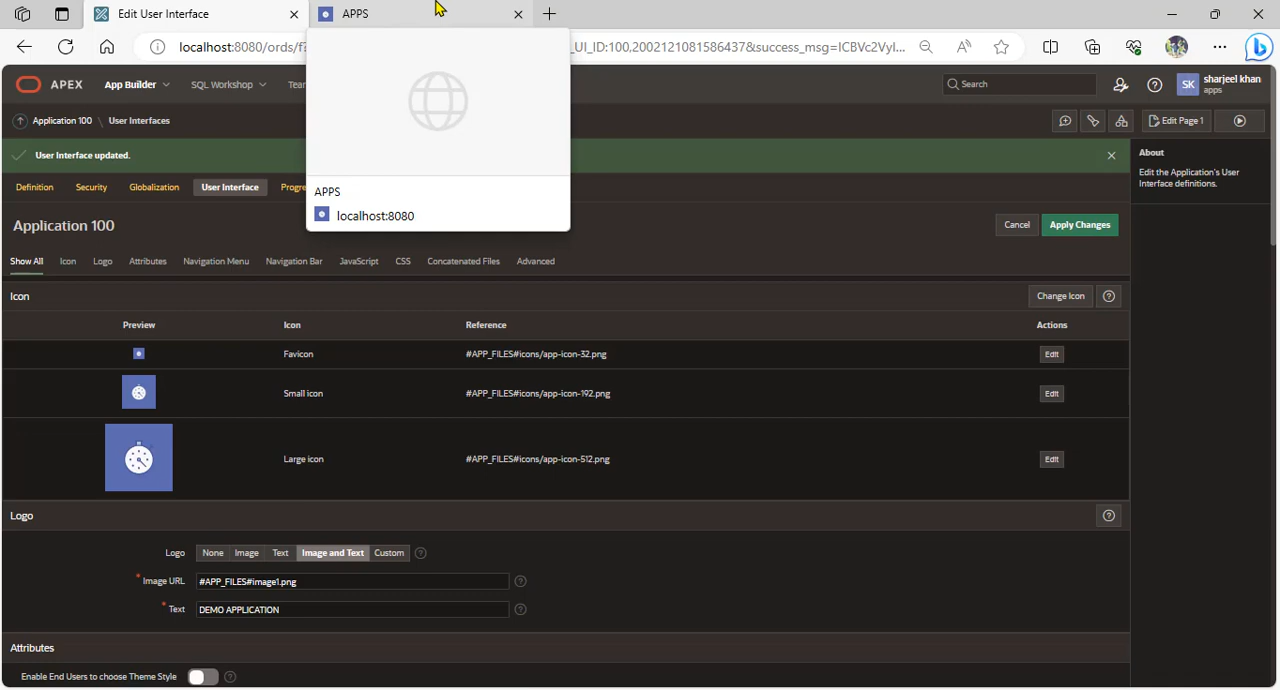 Edit User Interface
APPS
localhost:8080/ords/f?
_UI_ID:100,2002121081586437&success_msg=ICBVc2VyI...
APEX
App Builder
SQL Workshop
Tear
Search
SK
sharjeel khan
apps
Application 100 \ User Interfaces
Edit Page 1
User Interface updated.
APPS
localhost:8080
About
Edit the Application's User
Interface definitions.
Definition
Security
Globalization
User Interface
Progre
Application 100
Cancel
Apply Changes
Show All
Icon
Logo
Attributes
Navigation Menu
Navigation Bar
JavaScript
CSS
Concatenated Files
Advanced
Icon
Change Icon
Preview
Icon
Reference
Actions
Favicon
#APP_FILES#icons/app-icon-32.png
Edit
Small icon
#APP_FILES#icons/app-icon-192.png
Edit
Large icon
#APP_FILES#icons/app-icon-512.png
Edit
Logo
Logo
None
Image
Text
Image and Text
Custom
* Image URL
#APP_FILES#image1.png
* Text
DEMO APPLICATION
Attributes
Enable End Users to choose Theme Style